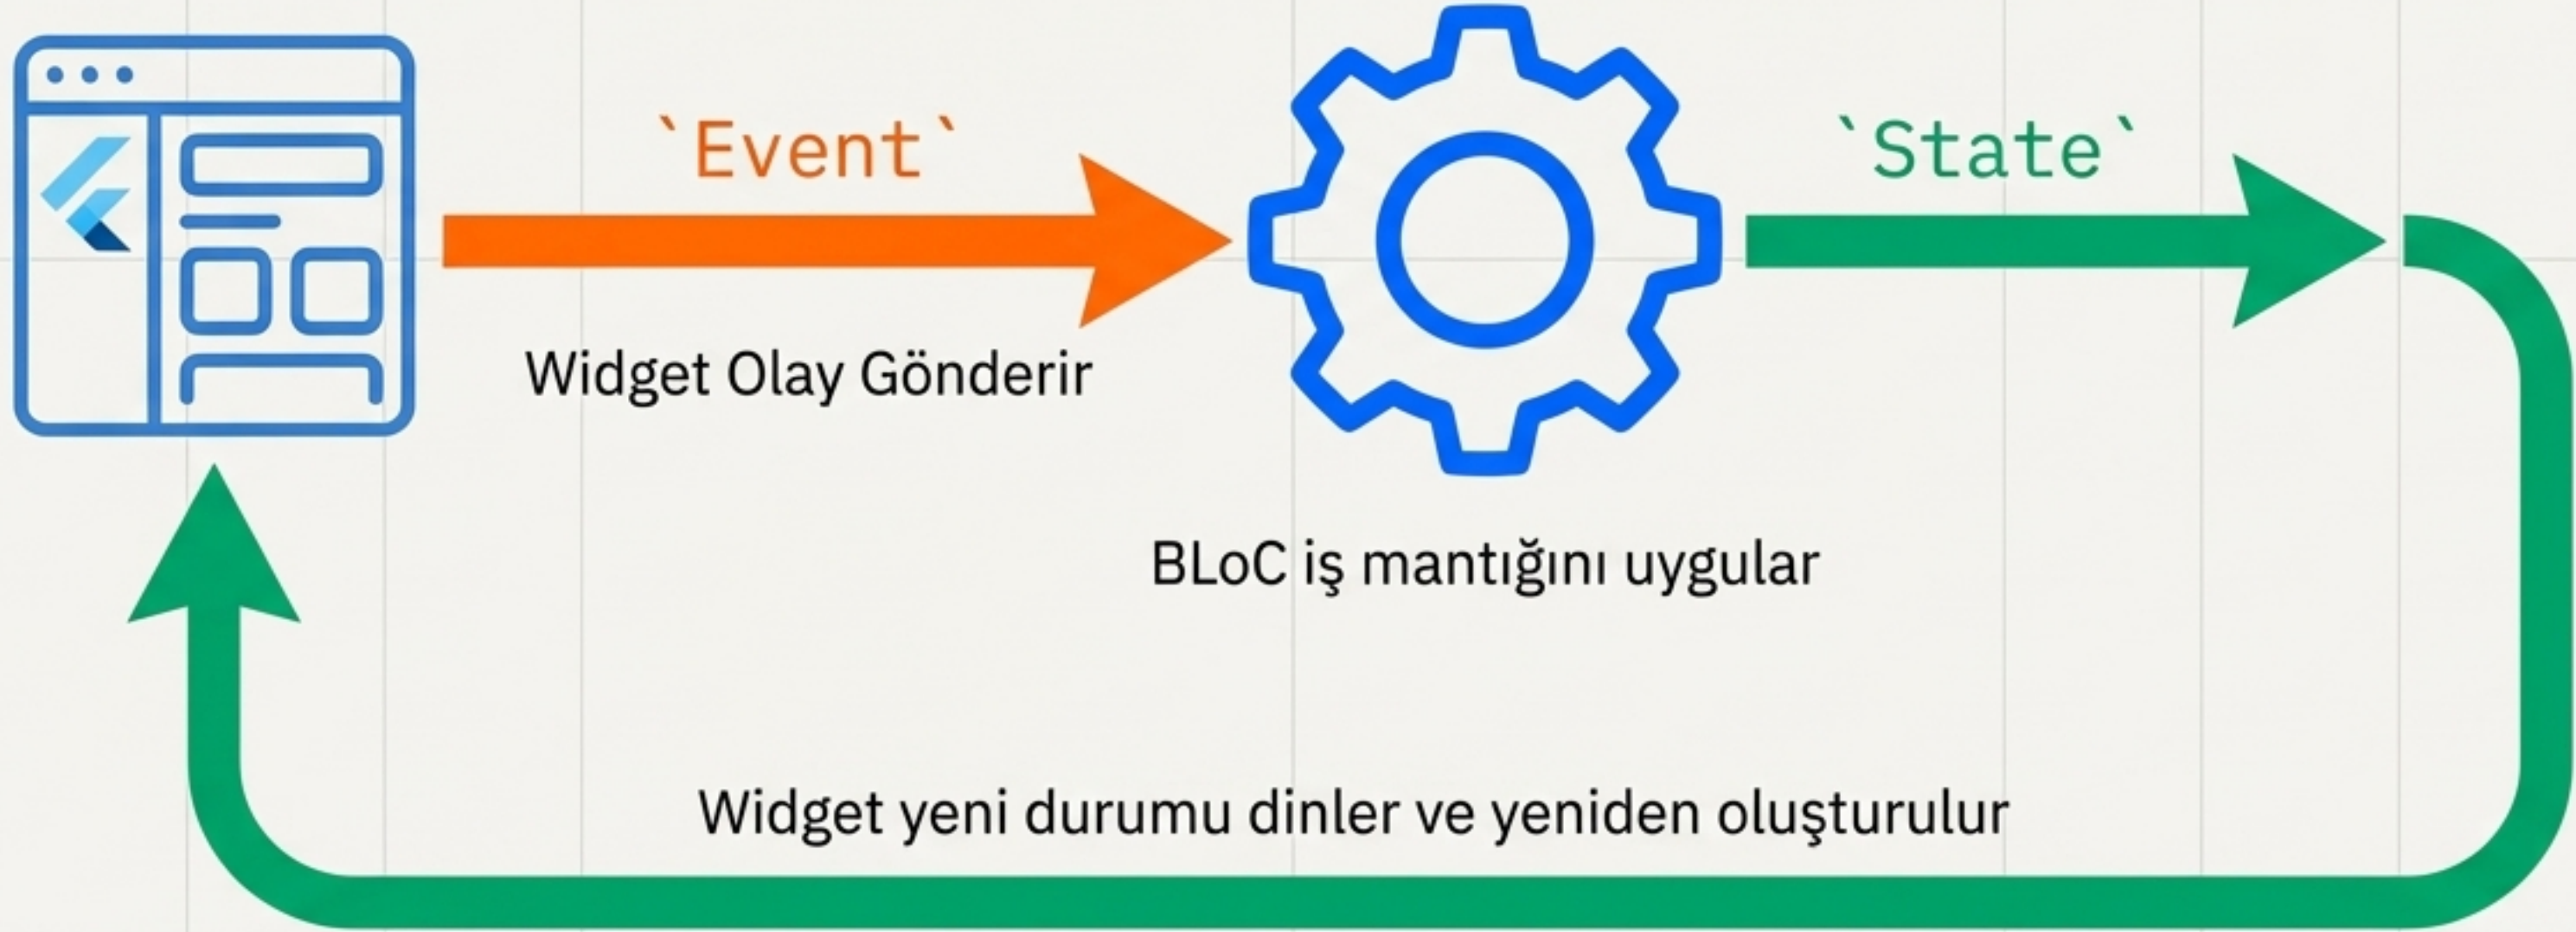 `Event`
`State`
Widget Olay Gönderir
BLoC iş mantığını uygular
Widget yeni durumu dinler ve yeniden oluşturulur